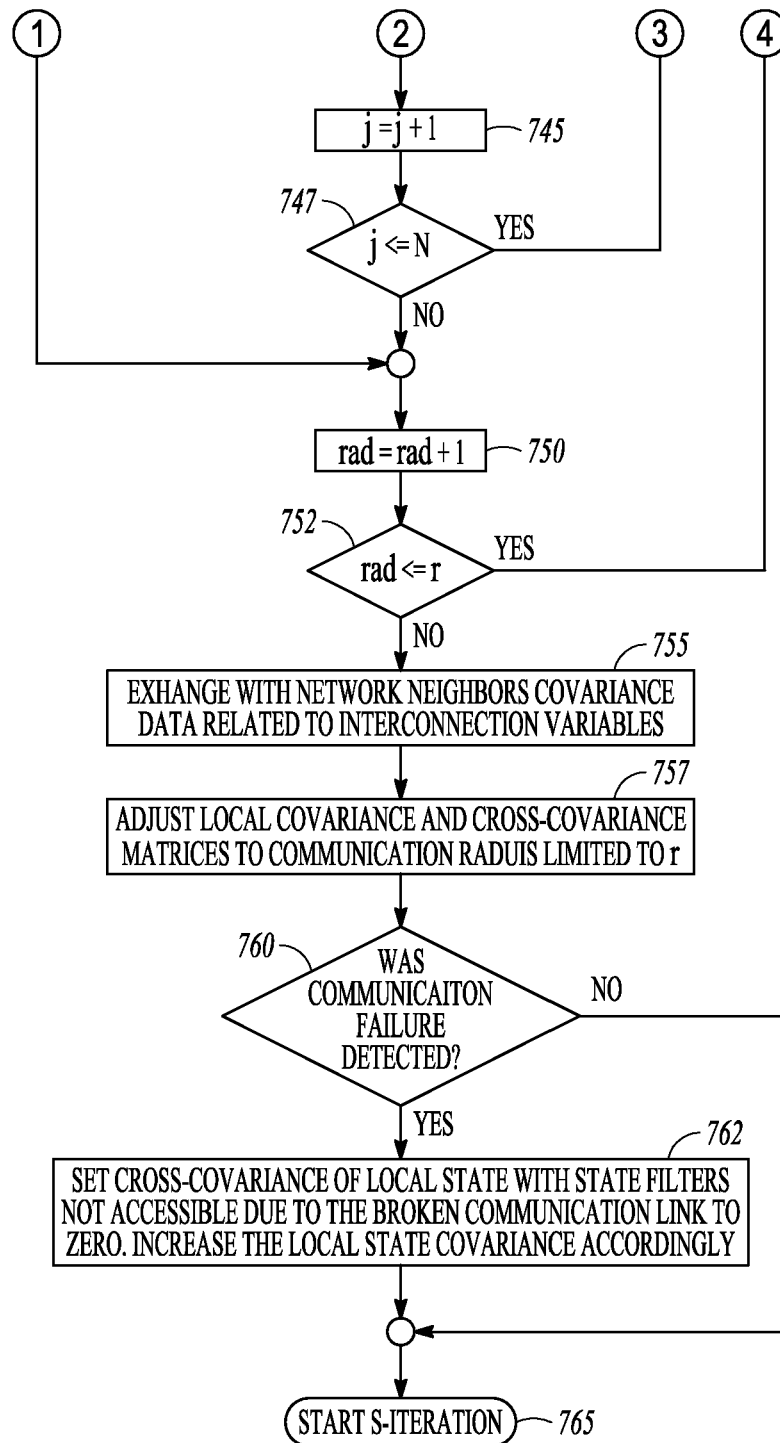 1
2
3
4
j = j + 1
745
747
j <= N
YES
NO
rad = rad + 1
750
752
rad <= r
YES
NO
755
EXHANGE WITH NETWORK NEIGHBORS COVARIANCE
DATA RELATED TO INTERCONNECTION VARIABLES
757
ADJUST LOCAL COVARIANCE AND CROSS-COVARIANCE
MATRICES TO COMMUNICATION RADUIS LIMITED TO r
760
WAS
COMMUNICAITON
FAILURE
DETECTED?
NO
YES
762
SET CROSS-COVARIANCE OF LOCAL STATE WITH STATE FILTERS
NOT ACCESSIBLE DUE TO THE BROKEN COMMUNICATION LINK TO
ZERO. INCREASE THE LOCAL STATE COVARIANCE ACCORDINGLY
START S-ITERATION
765